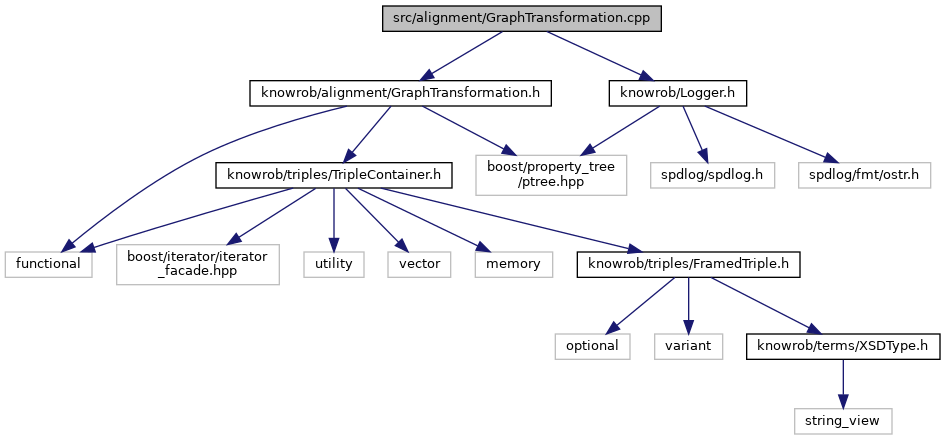 src/alignment/GraphTransformation.cpp
knowrob/alignment/GraphTransformation.h
knowrob/Logger.h
knowrob/triples/TripleContainer.h
boost/property_tree
/ptree.hpp
spdlog/spdlog.h
spdlog/fmt/ostr.h
functional
boost/iterator/iterator
_facade.hpp
utility
vector
memory
knowrob/triples/FramedTriple.h
optional
variant
knowrob/terms/XSDType.h
string_view